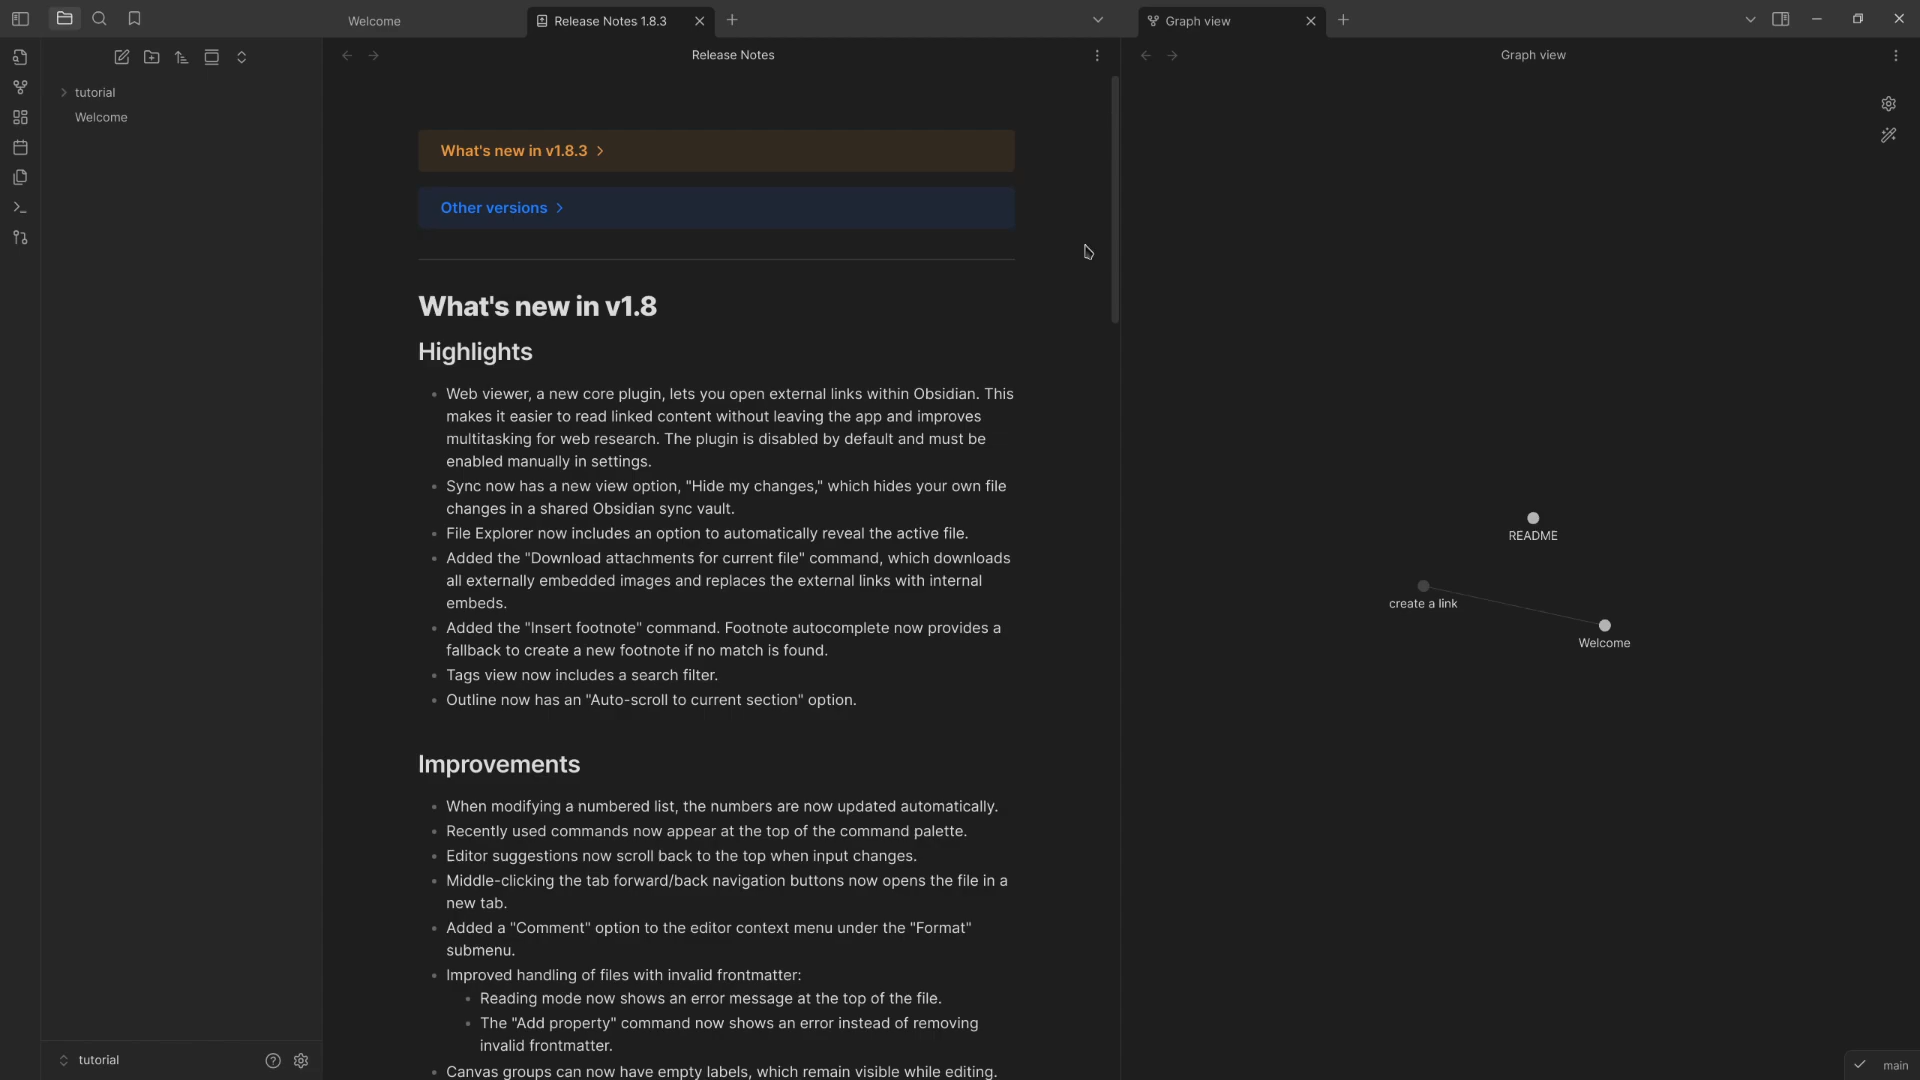 Welcome
Release Notes 1.8.3
Graph view
tutorial
Welcome
tutorial
Release Notes
What's new in v1.8.3
Other versions
What's new in v1.8
Highlights
Web viewer, a new core plugin, lets you open external links within Obsidian. This
makes it easier to read linked content without leaving the app and improves
multitasking for web research. The plugin is disabled by default and must be
enabled manually in settings.
Sync now has a new view option, "Hide my changes," which hides your own file
changes in a shared Obsidian sync vault.
File Explorer now includes an option to automatically reveal the active file.
Added the "Download attachments for current file" command, which downloads
all externally embedded images and replaces the external links with internal
embeds.
Added the "Insert footnote" command. Footnote autocomplete now provides a
fallback to create a new footnote if no match is found.
Tags view now includes a search filter.
Outline now has an "Auto-scroll to current section" option.
Improvements
When modifying a numbered list, the numbers are now updated automatically.
Recently used commands now appear at the top of the command palette.
Editor suggestions now scroll back to the top when input changes.
Middle-clicking the tab forward/back navigation buttons now opens the file in a
new tab.
Added a "Comment" option to the editor context menu under the "Format"
submenu.
Improved handling of files with invalid frontmatter:
Reading mode now shows an error message at the top of the file.
The "Add property" command now shows an error instead of removing
invalid frontmatter.
Canvas groups can now have empty labels, which remain visible while editing.
Graph view
README
create a link
Welcome
main